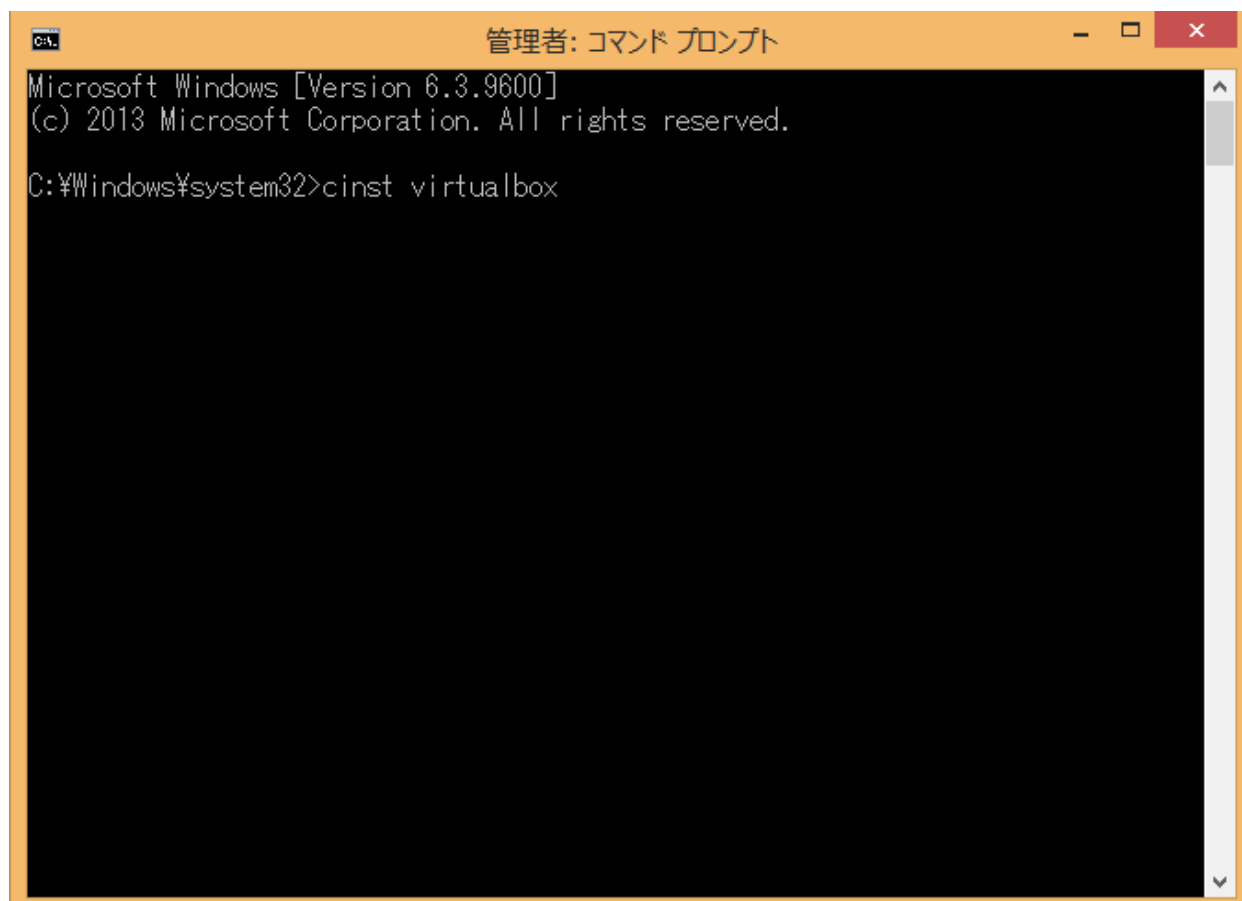 管理者: コマンド プロンプト
Microsoft Windows [Version 6.3.9600]
(c) 2013 Microsoft Corporation. All rights reserved.
C:¥Windows¥system32>cinst virtualbox